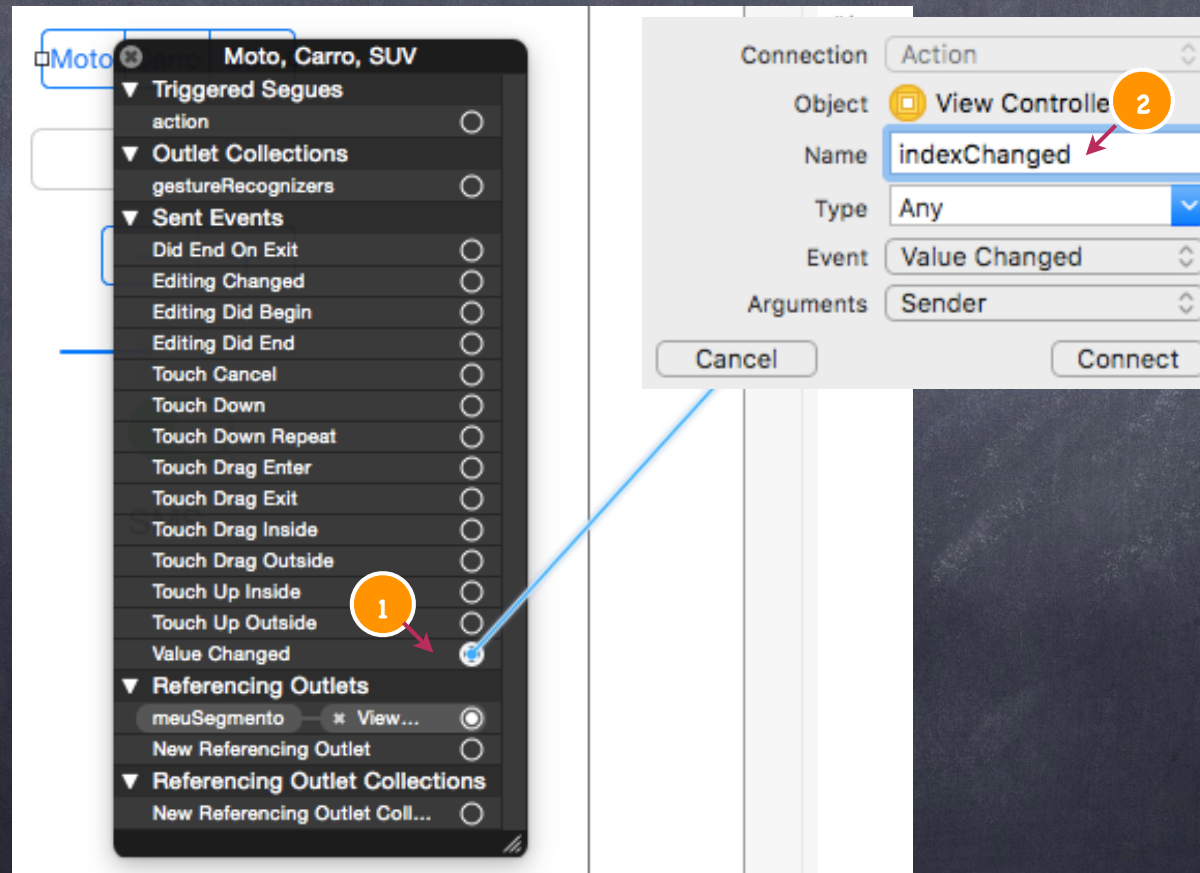 Moto
Carro
Moto, Carro, SUV
Triggered Segues
action
Outlet Collections
gestureRecognizers
Sent Events
Did End On Exit
Editing Changed
Editing Did Begin
Editing Did End
Touch Cancel
Touch Down
Touch Down Repeat
Touch Drag Enter
Touch Drag Exit
Touch Drag Inside
Touch Drag Outside
Touch Up Inside
Touch Up Outside
1
Value Changed
Referencing Outlets
meuSegmento
View...
New Referencing Outlet
Referencing Outlet Collections
New Referencing Outlet Coll...
Connection Action
Object View Controlle
2
Name indexChanged
Type Any
Event Value Changed
Arguments Sender
Cancel Connect